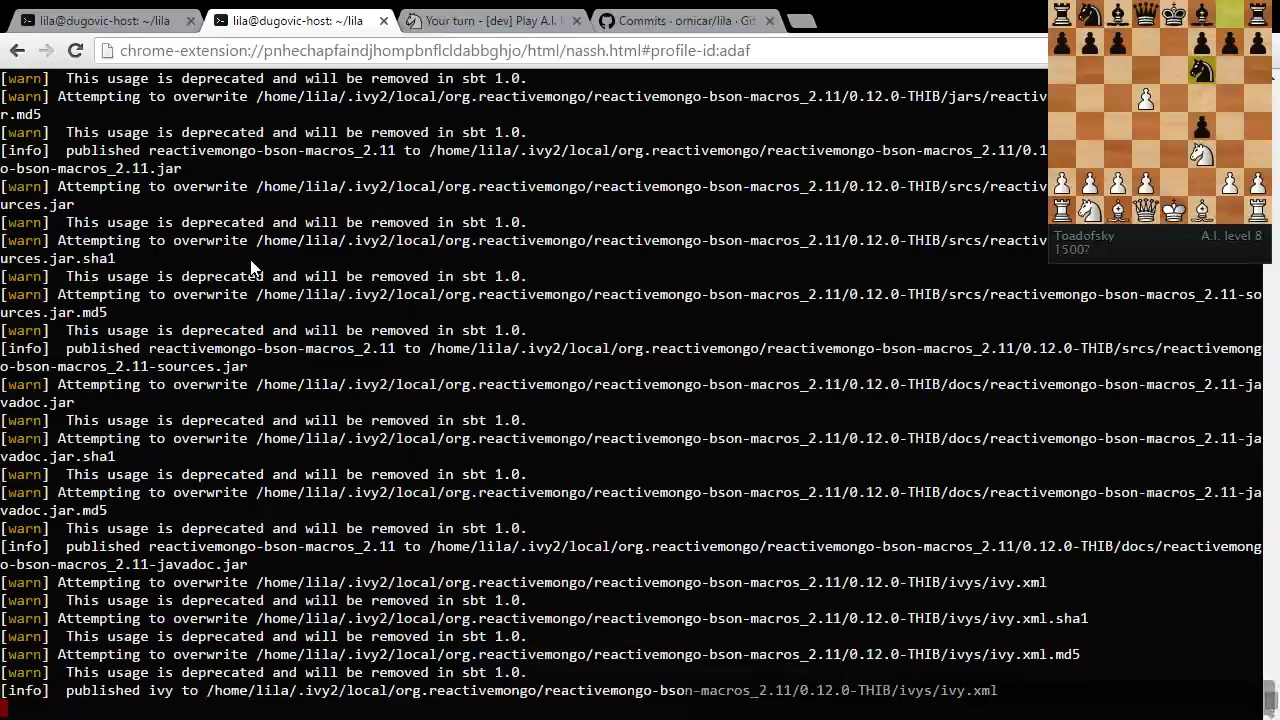 lila@dugovic-host: ~/lila
lila@dugovic-host: ~/lila
Your turn - [dev] Play A.I.
Commits · ornicar/lila · Git
chrome-extension://pnhechapfaindjhompbnflcldabbghjo/html/nassh.html#profile-id:adaf
[warn]  This usage is deprecated and will be removed in sbt 1.0.
[warn] Attempting to overwrite /home/lila/.ivy2/local/org.reactivemongo/reactivemongo-bson-macros_2.11/0.12.0-THIB/jars/reactiv
r.md5
[warn]  This usage is deprecated and will be removed in sbt 1.0.
[info]  published reactivemongo-bson-macros_2.11 to /home/lila/.ivy2/local/org.reactivemongo/reactivemongo-bson-macros_2.11/0.1
o-bson-macros_2.11.jar
[warn] Attempting to overwrite /home/lila/.ivy2/local/org.reactivemongo/reactivemongo-bson-macros_2.11/0.12.0-THIB/srcs/reactiv
urces.jar
[warn]  This usage is deprecated and will be removed in sbt 1.0.
[warn] Attempting to overwrite /home/lila/.ivy2/local/org.reactivemongo/reactivemongo-bson-macros_2.11/0.12.0-THIB/srcs/reactiv
urces.jar.sha1
[warn]  This usage is deprecated and will be removed in sbt 1.0.
[warn] Attempting to overwrite /home/lila/.ivy2/local/org.reactivemongo/reactivemongo-bson-macros_2.11/0.12.0-THIB/srcs/reactivemongo-bson-macros_2.11-so
urces.jar.md5
[warn]  This usage is deprecated and will be removed in sbt 1.0.
[info]  published reactivemongo-bson-macros_2.11 to /home/lila/.ivy2/local/org.reactivemongo/reactivemongo-bson-macros_2.11/0.12.0-THIB/srcs/reactivemong
o-bson-macros_2.11-sources.jar
[warn] Attempting to overwrite /home/lila/.ivy2/local/org.reactivemongo/reactivemongo-bson-macros_2.11/0.12.0-THIB/docs/reactivemongo-bson-macros_2.11-ja
vadoc.jar
[warn]  This usage is deprecated and will be removed in sbt 1.0.
[warn] Attempting to overwrite /home/lila/.ivy2/local/org.reactivemongo/reactivemongo-bson-macros_2.11/0.12.0-THIB/docs/reactivemongo-bson-macros_2.11-ja
vadoc.jar.sha1
[warn]  This usage is deprecated and will be removed in sbt 1.0.
[warn] Attempting to overwrite /home/lila/.ivy2/local/org.reactivemongo/reactivemongo-bson-macros_2.11/0.12.0-THIB/docs/reactivemongo-bson-macros_2.11-ja
vadoc.jar.md5
[warn]  This usage is deprecated and will be removed in sbt 1.0.
[info]  published reactivemongo-bson-macros_2.11 to /home/lila/.ivy2/local/org.reactivemongo/reactivemongo-bson-macros_2.11/0.12.0-THIB/docs/reactivemong
o-bson-macros_2.11-javadoc.jar
[warn] Attempting to overwrite /home/lila/.ivy2/local/org.reactivemongo/reactivemongo-bson-macros_2.11/0.12.0-THIB/ivys/ivy.xml
[warn]  This usage is deprecated and will be removed in sbt 1.0.
[warn] Attempting to overwrite /home/lila/.ivy2/local/org.reactivemongo/reactivemongo-bson-macros_2.11/0.12.0-THIB/ivys/ivy.xml.sha1
[warn]  This usage is deprecated and will be removed in sbt 1.0.
[warn] Attempting to overwrite /home/lila/.ivy2/local/org.reactivemongo/reactivemongo-bson-macros_2.11/0.12.0-THIB/ivys/ivy.xml.md5
[warn]  This usage is deprecated and will be removed in sbt 1.0.
[info]  published ivy to /home/lila/.ivy2/local/org.reactivemongo/reactivemongo-bson-macros_2.11/0.12.0-THIB/ivys/ivy.xml
Toadofsky
A.I. level 8
1500?